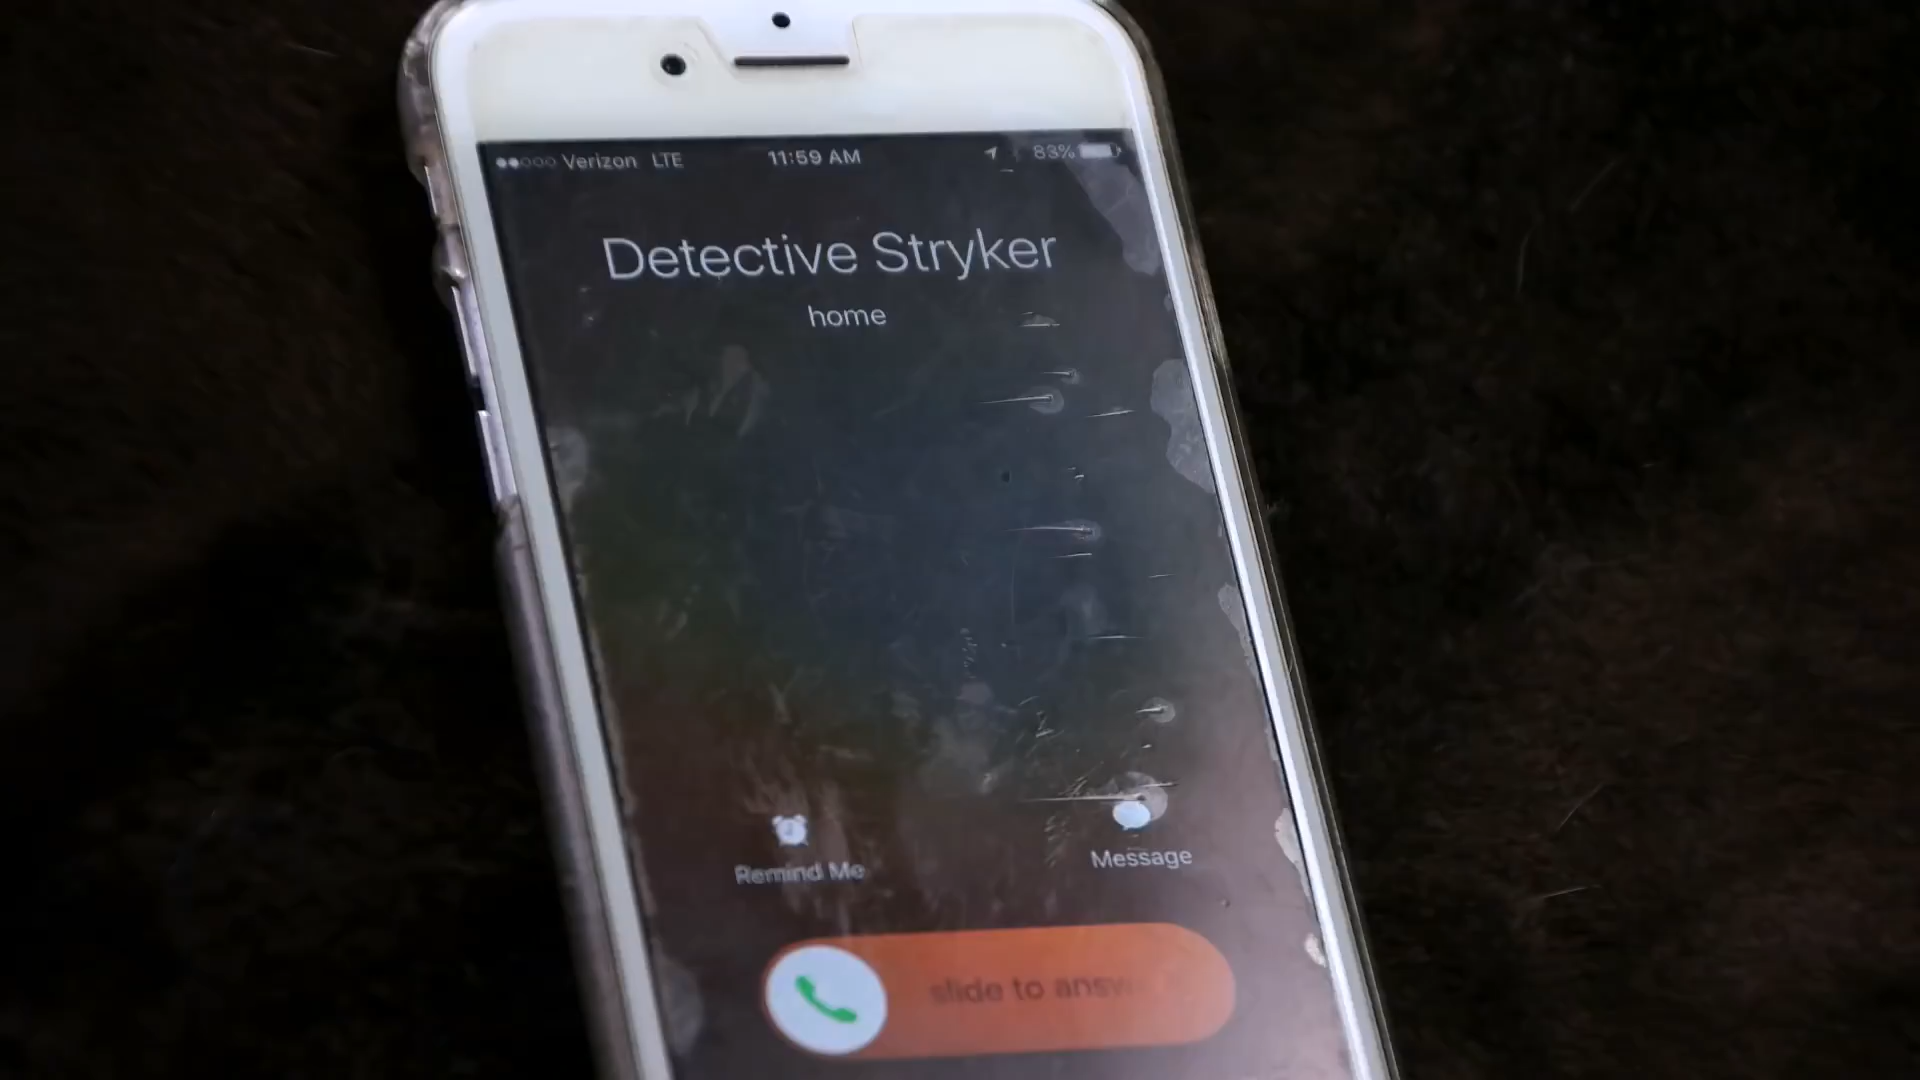 Verizon LTE 11:59 AM 83%
Detective Stryker
home
Remind Me Message
slide to